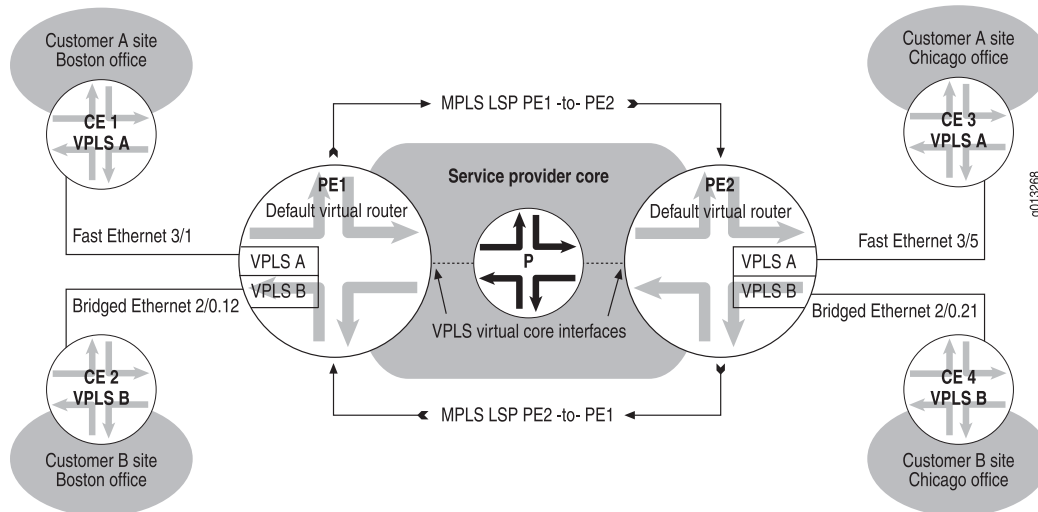 Customer A site
Boston office
CE 1
VPLS A
Customer A site
Chicago office
CE 3
VPLS A
MPLS LSP PE1 -to- PE2
g013268
PE1
Default virtual router
Service provider core
PE2
Default virtual router
Fast Ethernet 3/1
Fast Ethernet 3/5
VPLS A
VPLS B
P
VPLS A
VPLS B
Bridged Ethernet 2/0.12
Bridged Ethernet 2/0.21
VPLS virtual core interfaces
CE 2
VPLS B
MPLS LSP PE2 -to- PE1
CE 4
VPLS B
Customer B site
Boston office
Customer B site
Chicago office